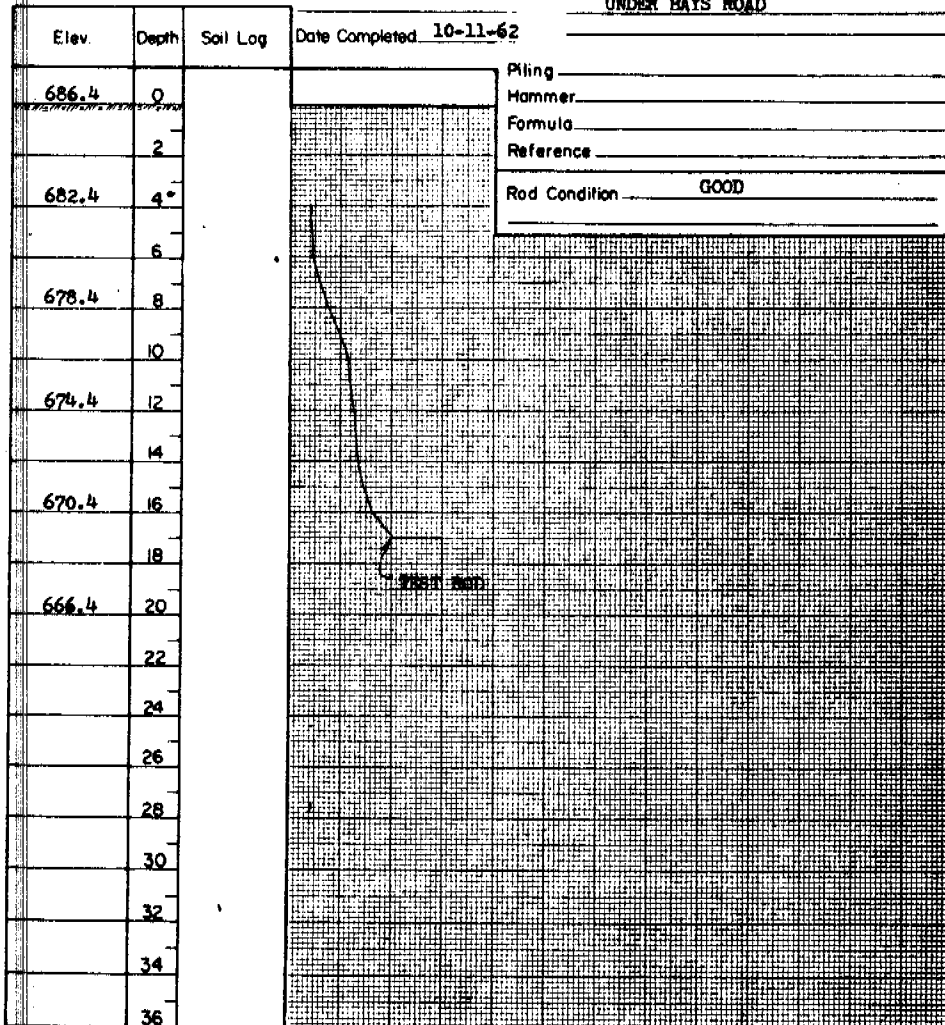 UNDER BAYS ROAD
Elev. Depth Soil Log Date Completed 10-11-62
Piling
Hammer
Formula
Reference
Rod Condition GOOD
686.4 0
2
682.4 4
6
678.4 8
10
674.4 12
14
670.4 16
18
TEST ROD
666.4 20
22
24
26
28
30
32
34
36